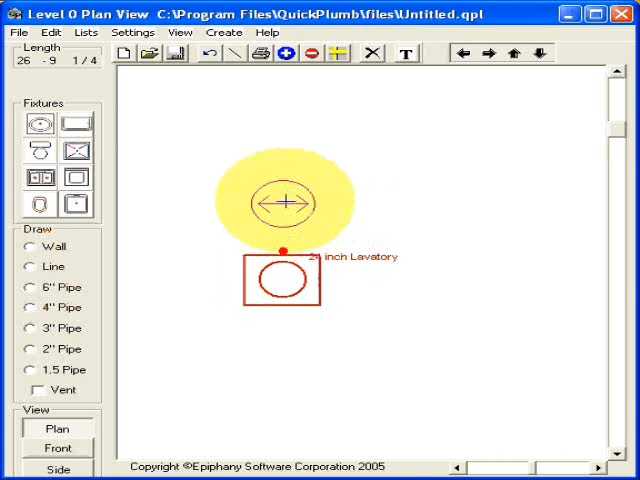 Level 0 Plan View  C:\Program Files\QuickPlumb\files\Untitled.qpl
File Edit Lists Settings View Create Help
Length
26 - 9 1 / 4
T
Fixtures
24 inch Lavatory
Draw
Wall
Line
6" Pipe
4" Pipe
3" Pipe
2" Pipe
1.5 Pipe
Vent
View
Plan
Front
Side
Copyright ©Epiphany Software Corporation 2005